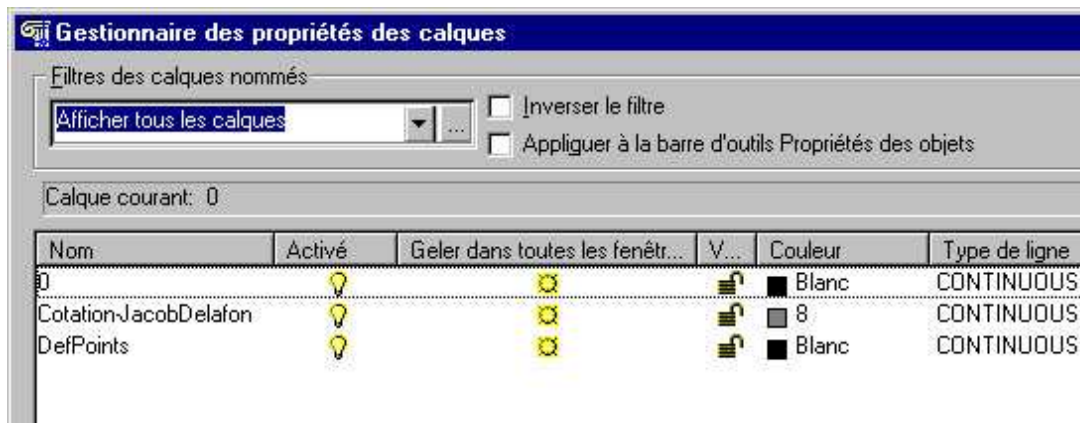 Gestionnaire des propriétés des calques
Filtres des calques nommés
Afficher tous les calques
...
Inverser le filtre
Appliquer à la barre d'outils Propriétés des objets
Calque courant: 0
Nom Activé Geler dans toutes les fenêtr... V... Couleur Type de ligne
0 Blanc CONTINUOUS
Cotation-JacobDelafon 8 CONTINUOUS
DefPoints Blanc CONTINUOUS